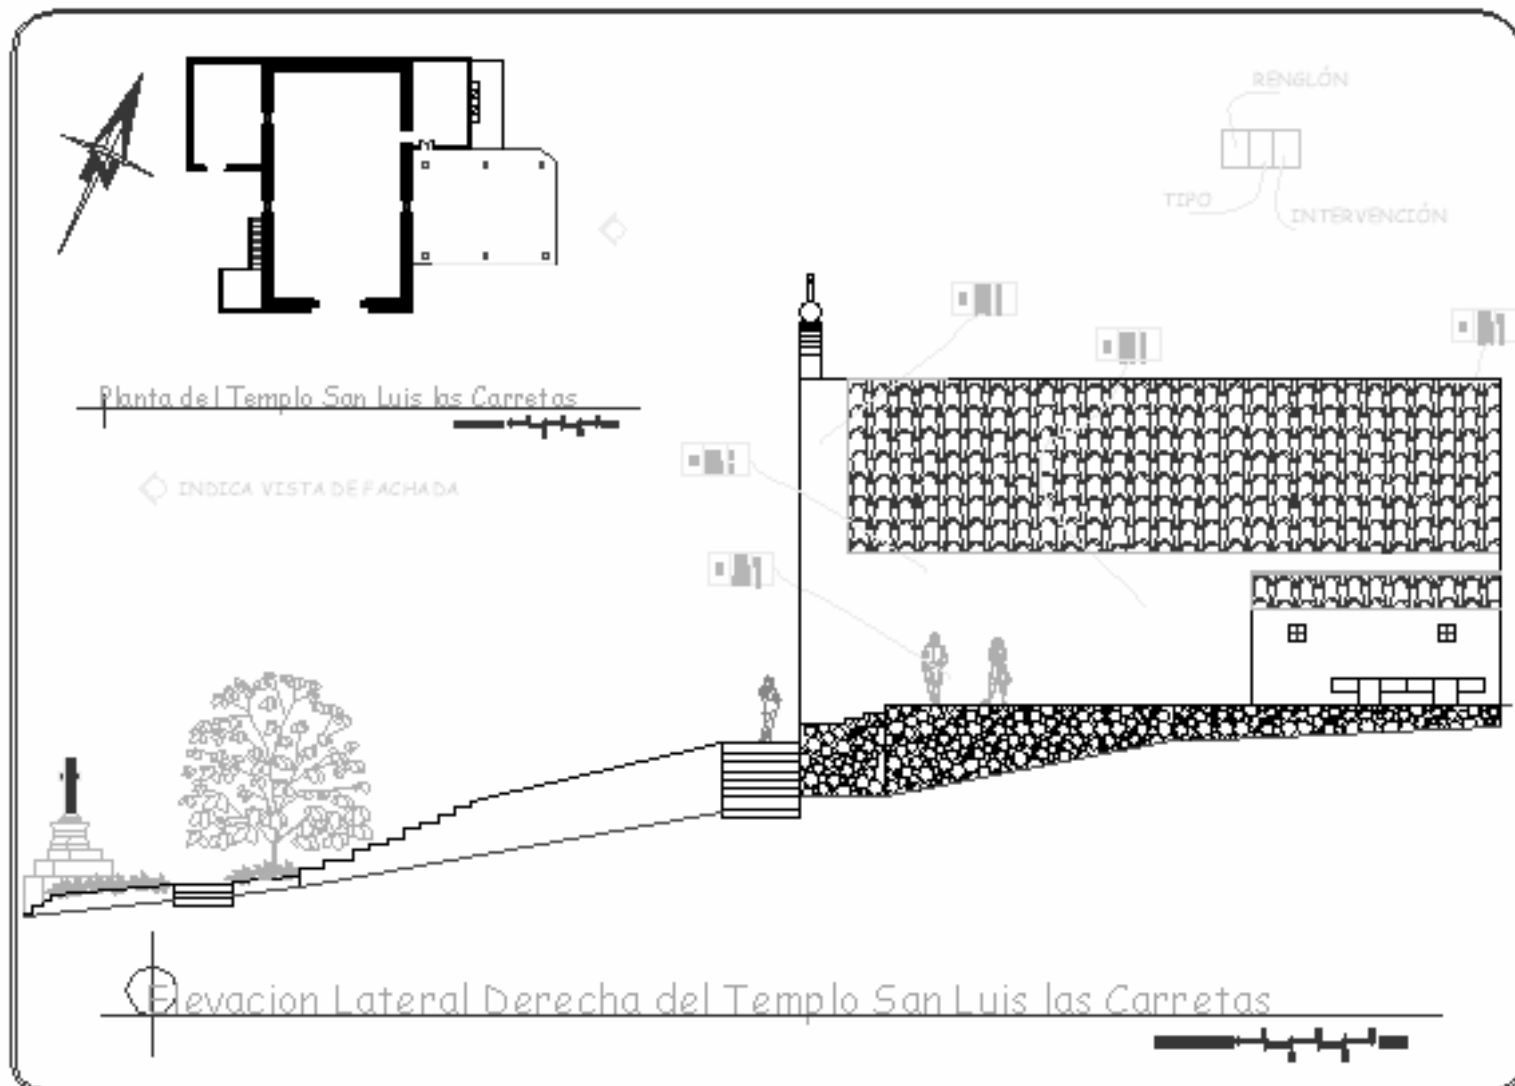 RENGLÓN
TIPO
INTERVENCIÓN
Planta del Templo San Luis las Carretas
INDICA VISTA DE FACHADA
Elevacion Lateral Derecha del Templo San Luis las Carretas